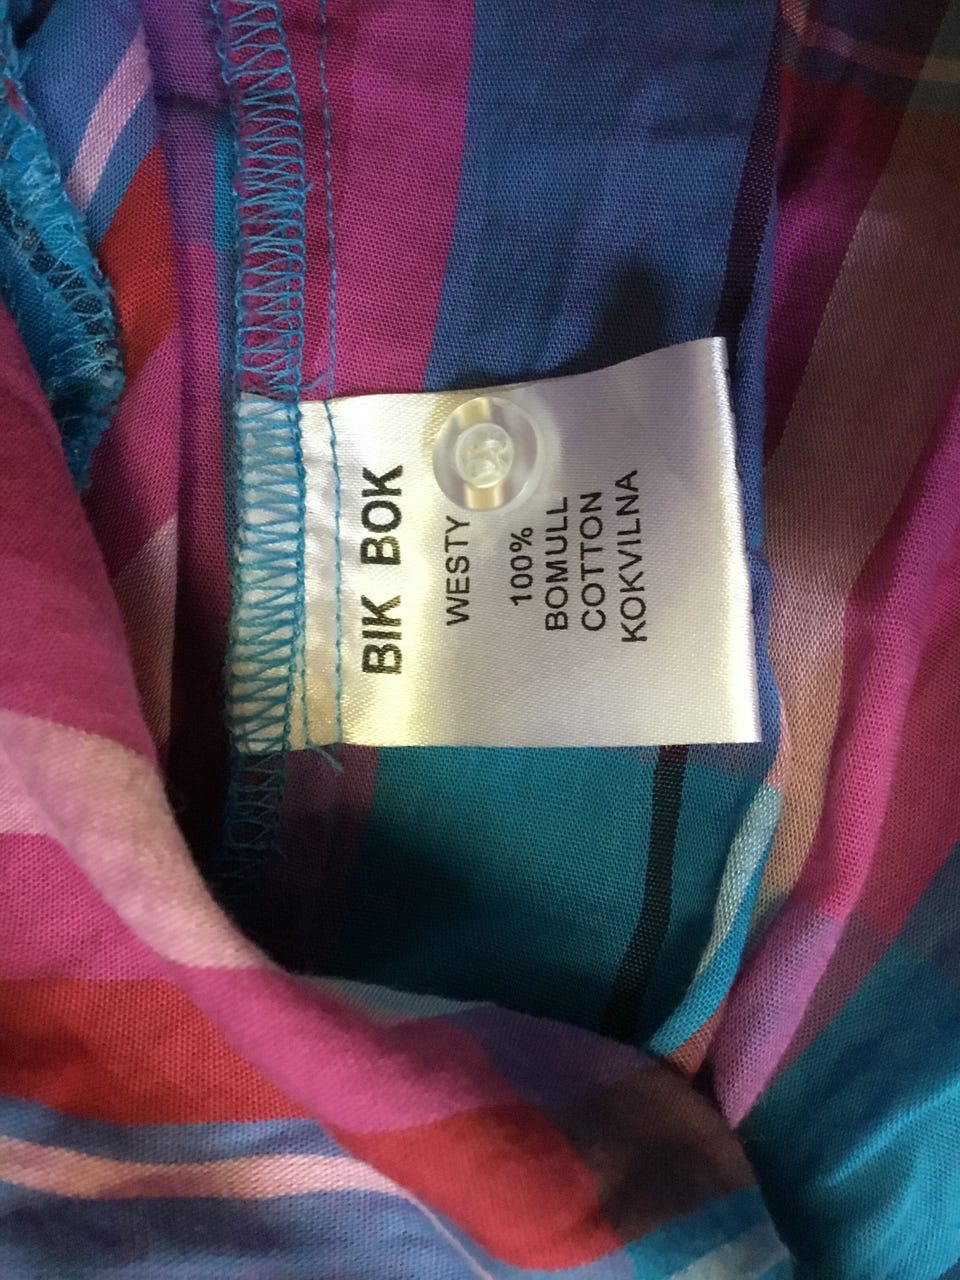 BIK BOK
WESTY
100%
BOMULL
COTTON
KOKVILNA